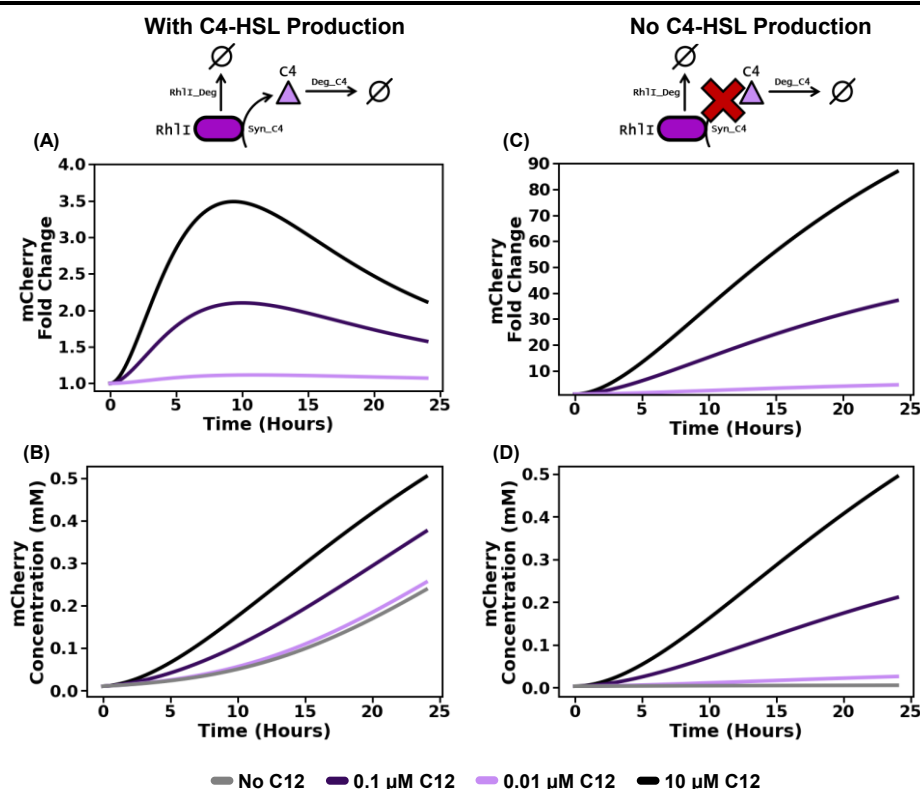 With C4-HSL Production
No C4-HSL Production
∅
C4
RhlI_Deg
Deg_C4
∅
RhlI
Syn_C4
∅
C4
RhlI_Deg
Deg_C4
∅
RhlI
Syn_C4
(A)
4.0
3.5
3.0
2.5
2.0
1.5
1.0
mCherry
Fold Change
0 5 10 15 20 25
Time (Hours)
(C)
90
80
70
60
50
40
30
20
10
mCherry
Fold Change
0 5 10 15 20 25
Time (Hours)
(B)
0.5
0.4
0.3
0.2
0.1
0.0
mCherry
Concentration (mM)
0 5 10 15 20 25
Time (Hours)
(D)
0.5
0.4
0.3
0.2
0.1
0.0
mCherry
Concentration (mM)
0 5 10 15 20 25
Time (Hours)
No C12 0.1 µM C12 0.01 µM C12 10 µM C12